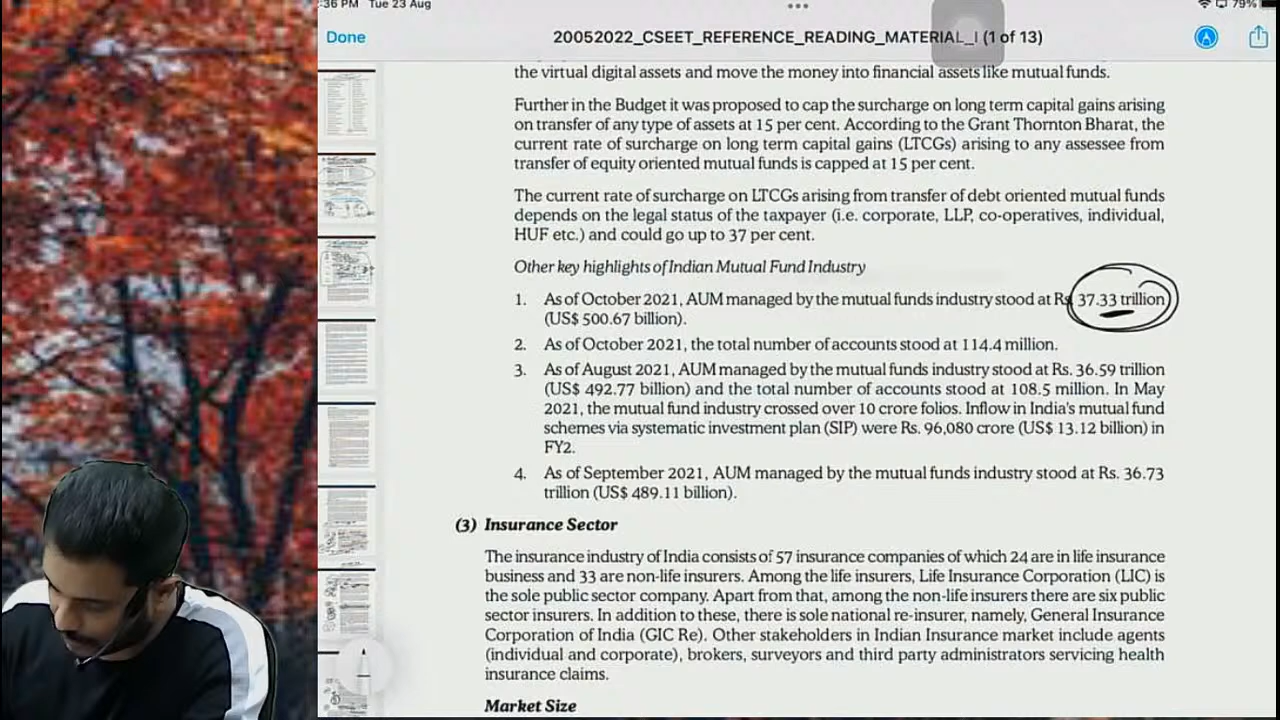 :36 PM Tue 23 Aug
79%
Done
20052022_CSEET_REFERENCE_READING_MATERIAL_I (1 of 13)
the virtual digital assets and move that money into financial assets like mutual funds.
Further in the Budget it was proposed to cap the surcharge on long term capital gains arising
on transfer of any type of assets at 15 per cent. According to the Grant Thornton Bharat, the
current rate of surcharge on long term capital gains (LTCGs) arising to any assessee from
transfer of equity oriented mutual funds is capped at 15 per cent.
The current rate of surcharge on LTCGs arising from transfer of debt oriented mutual funds
depends on the legal status of the taxpayer (i.e. corporate, LLP, co-operatives, individual,
HUF etc.) and could go up to 37 per cent.
Other key highlights of Indian Mutual Fund Industry
1. As of October 2021, AUM managed by the mutual funds industry stood at Rs. 37.33 trillion
(US$ 500.67 billion).
2. As of October 2021, the total number of accounts stood at 114.4 million.
3. As of August 2021, AUM managed by the mutual funds industry stood at Rs. 36.59 trillion
(US$ 492.77 billion) and the total number of accounts stood at 108.5 million. In May
2021, the mutual fund industry crossed over 10 crore folios. Inflow in India's mutual fund
schemes via systematic investment plan (SIP) were Rs. 96,080 crore (US$ 13.12 billion) in
FY2.
4. As of September 2021, AUM managed by the mutual funds industry stood at Rs. 36.73
trillion (US$ 489.11 billion).
(3) Insurance Sector
The insurance industry of India consists of 57 insurance companies of which 24 are in life insurance
business and 33 are non-life insurers. Among the life insurers, Life Insurance Corporation (LIC) is
the sole public sector company. Apart from that, among the non-life insurers there are six public
sector insurers. In addition to these, there is sole national re-insurer, namely, General Insurance
Corporation of India (GIC Re). Other stakeholders in Indian Insurance market include agents
(individual and corporate), brokers, surveyors and third party administrators servicing health
insurance claims.
Market Size